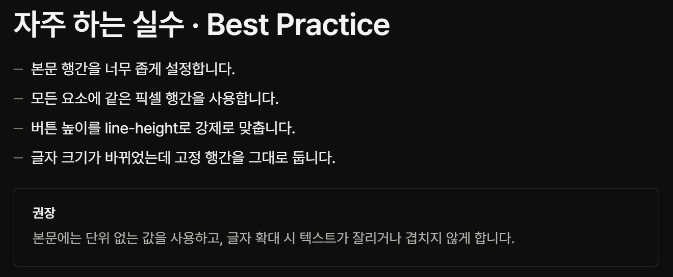 자주 하는 실수 · Best Practice
— 본문 행간을 너무 좁게 설정합니다.
— 모든 요소에 같은 픽셀 행간을 사용합니다.
— 버튼 높이를 line-height로 강제로 맞춥니다.
— 글자 크기가 바뀌었는데 고정 행간을 그대로 둡니다.
권장
본문에는 단위 없는 값을 사용하고, 글자 확대 시 텍스트가 잘리거나 겹치지 않게 합니다.